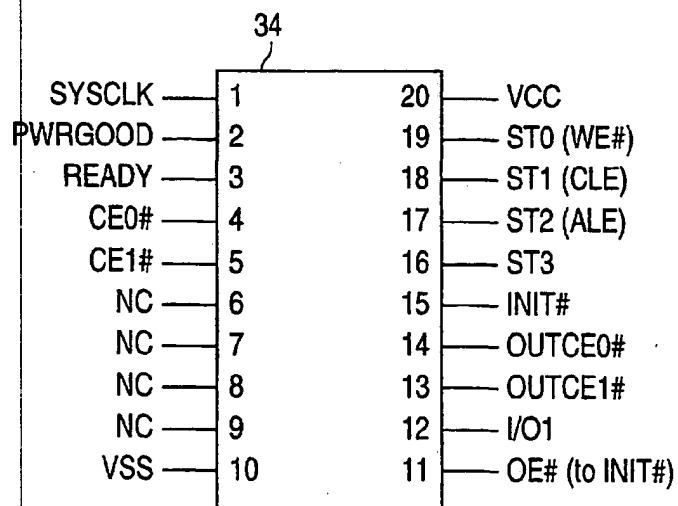 34
SYSCLK 1 20 VCC
PWRGOOD 2 19 ST0 (WE#)
READY 3 18 ST1 (CLE)
CE0# 4 17 ST2 (ALE)
CE1# 5 16 ST3
NC 6 15 INIT#
NC 7 14 OUTCE0#
NC 8 13 OUTCE1#
NC 9 12 I/O1
VSS 10 11 OE# (to INIT#)